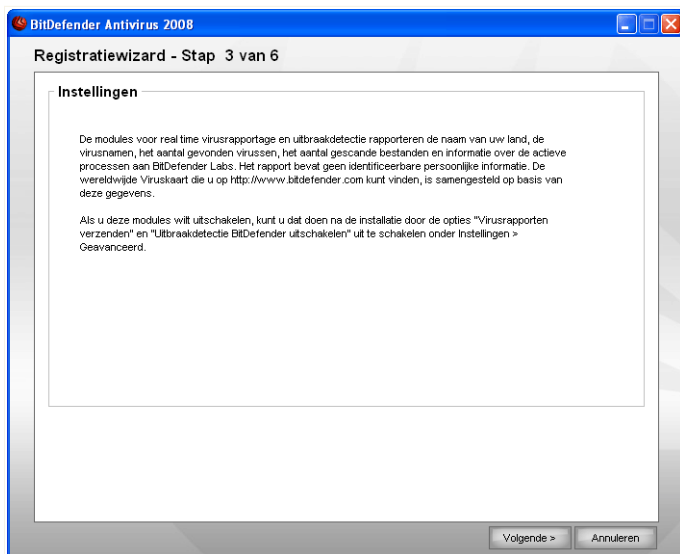 BitDefender Antivirus 2008
Registratiewizard - Stap 3 van 6
Instellingen
De modules voor real time virusrapportage en uitbraakdetectie rapporteren de naam van uw land, de
virusnamen, het aantal gevonden virussen, het aantal gescande bestanden en informatie over de actieve
processen aan BitDefender Labs. Het rapport bevat geen identificeerbare persoonlijke informatie. De
wereldwijde Viruskaart die u op http://www.bitdefender.com kunt vinden, is samengesteld op basis van
deze gegevens.
Als u deze modules wilt uitschakelen, kunt u dat doen na de installatie door de opties "Virusrapporten
verzenden" en "Uitbraakdetectie BitDefender uitschakelen" uit te schakelen onder Instellingen >
Geavanceerd.
Volgende >
Annuleren